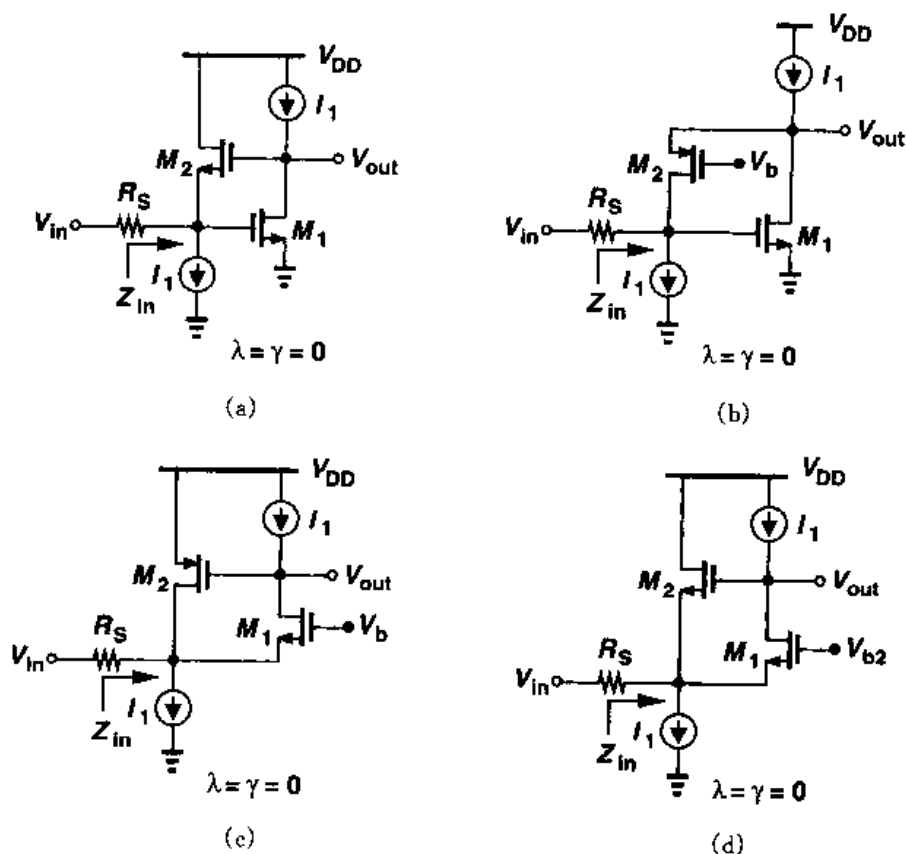 V_DD
I_1
M_2
V_out
R_S
V_in
M_1
I_1
Z_in
λ = γ = 0
(a)
V_DD
I_1
V_out
M_2
V_b
R_S
V_in
M_1
I_1
Z_in
λ = γ = 0
(b)
V_DD
I_1
M_2
V_out
M_1
V_b
R_S
V_in
I_1
Z_in
λ = γ = 0
(c)
V_DD
I_1
M_2
V_out
M_1
V_b2
R_S
V_in
I_1
Z_in
λ = γ = 0
(d)